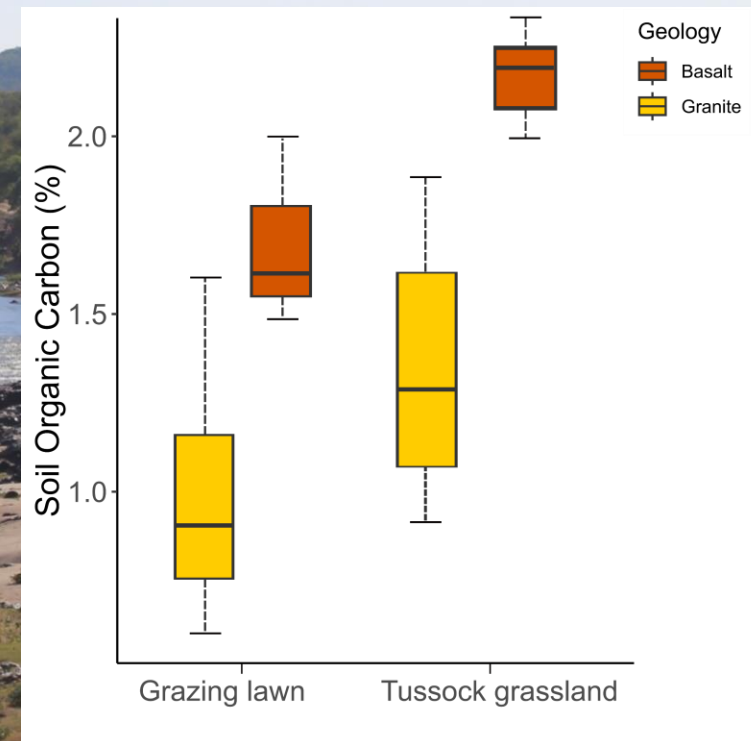 Geology
Basalt
Granite
Soil Organic Carbon (%)
2.0
1.5
1.0
Grazing lawn
Tussock grassland